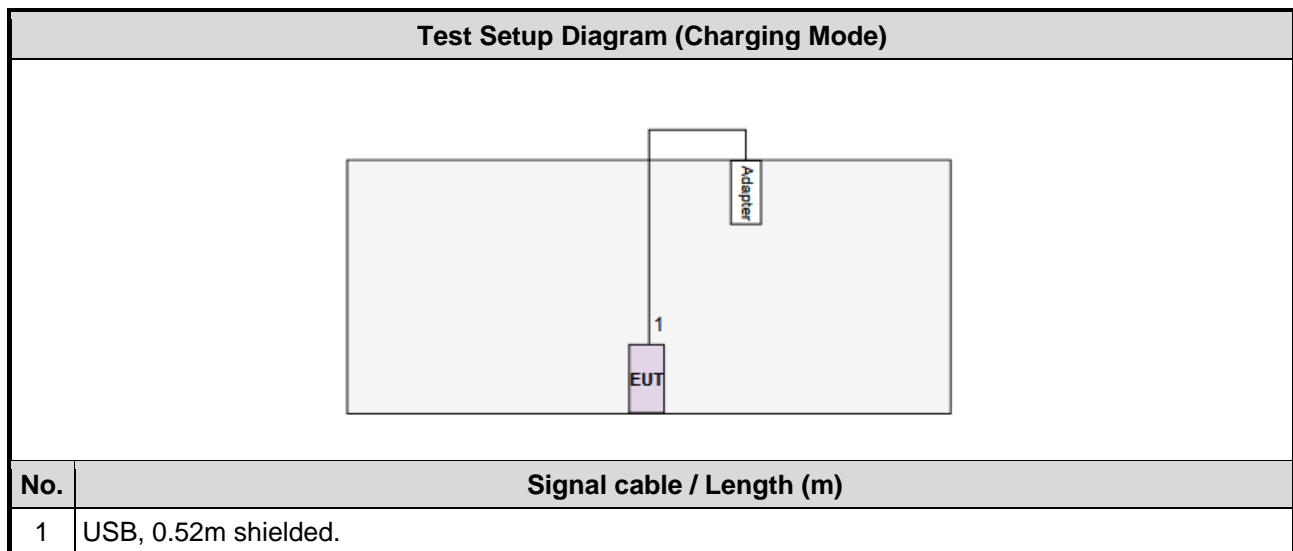 Test Setup Diagram (Charging Mode)
Adapter
1
EUT
No. Signal cable / Length (m)
1 USB, 0.52m shielded.